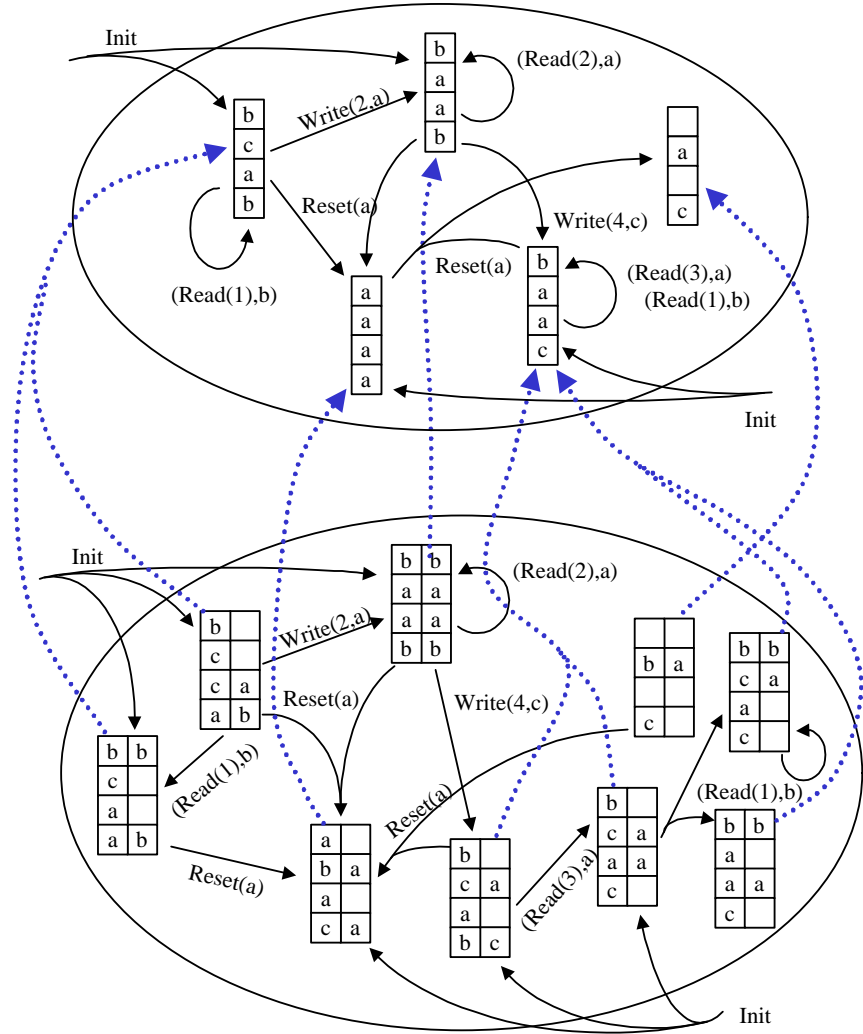 Init
b
a
a
b
(Read(2),a)
b
c
a
b
Write(2,a)
a
c
Reset(a)
Write(4,c)
(Read(1),b)
a
a
a
a
Reset(a)
b
a
a
c
(Read(3),a)
(Read(1),b)
Init
Init
b b
a a
a a
b b
(Read(2),a)
b
c
c a
a b
Write(2,a)
b a
c
b b
c a
a
c
Reset(a)
Write(4,c)
b b
c
a
a b
(Read(1),b)
Reset(a)
(Read(1),b)
b
c a
a a
c
b b
a
a a
c
a
b a
a
c a
b
c a
a
b c
(Read(3),a)
Reset(a)
Init